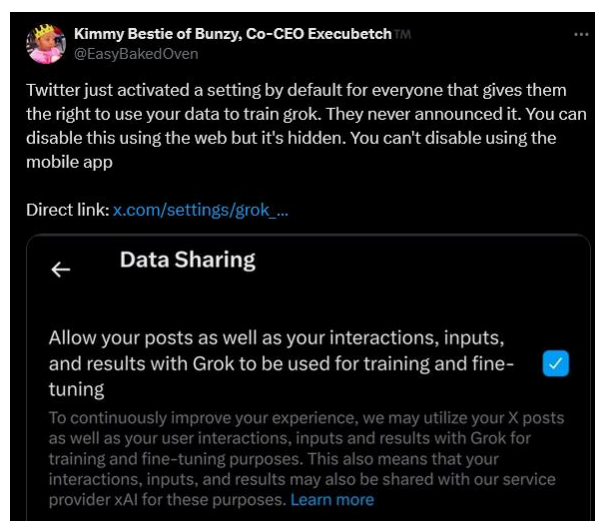 Kimmy Bestie of Bunzy, Co-CEO Execubetch™
@EasyBakedOven
Twitter just activated a setting by default for everyone that gives them
the right to use your data to train grok. They never announced it. You can
disable this using the web but it's hidden. You can't disable using the
mobile app
Direct link: x.com/settings/grok_...
Data Sharing
Allow your posts as well as your interactions, inputs,
and results with Grok to be used for training and fine-
tuning
To continuously improve your experience, we may utilize your X posts
as well as your user interactions, inputs and results with Grok for
training and fine-tuning purposes. This also means that your
interactions, inputs, and results may also be shared with our service
provider xAI for these purposes. Learn more